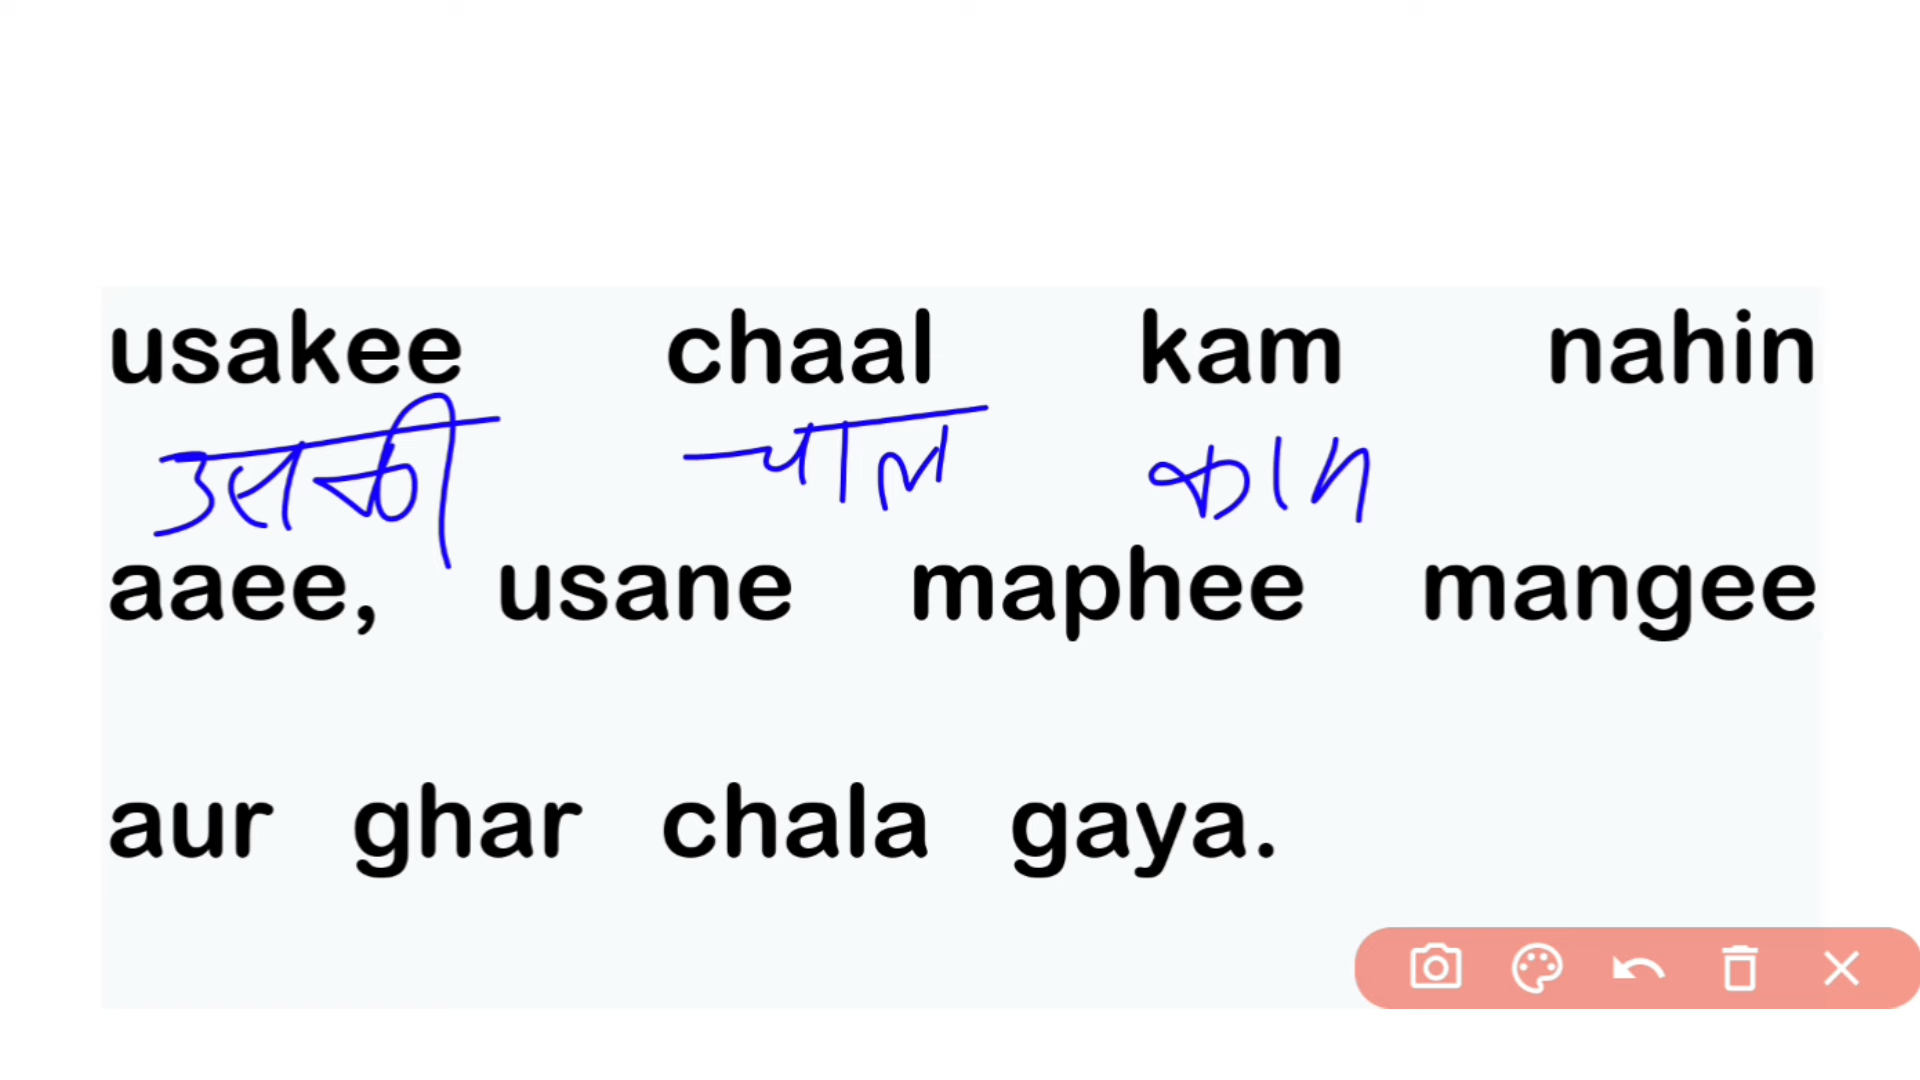 usakee chaal kam nahin
उसकी चाल काम
aaee, usane maphee mangee
aur ghar chala gaya.